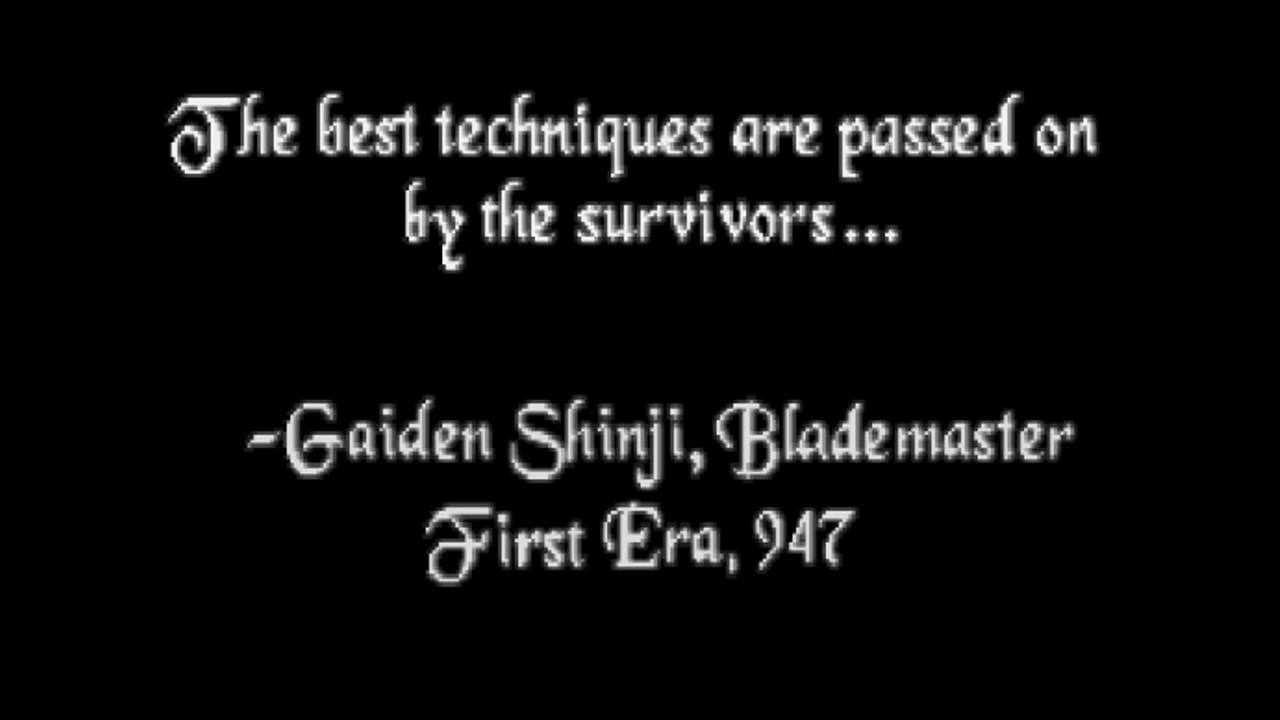 The best techniques are passed on
by the survivors...
-Gaiden Shinji, Blademaster
First Era, 947